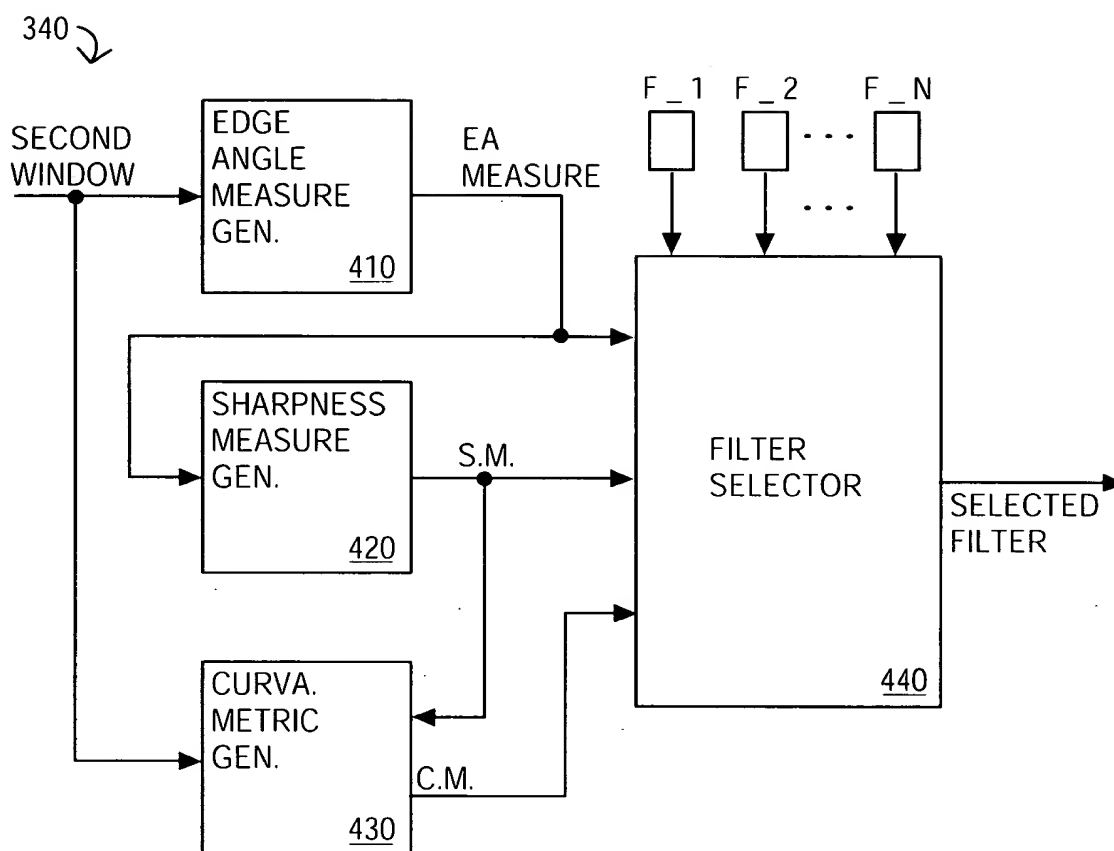 340
F_1 F_2 ... F_N
SECOND
WINDOW
EDGE
ANGLE
MEASURE
GEN.
410
EA
MEASURE
...
SHARPNESS
MEASURE
GEN.
420
S.M.
FILTER
SELECTOR
440
SELECTED
FILTER
CURVA.
METRIC
GEN.
430
C.M.